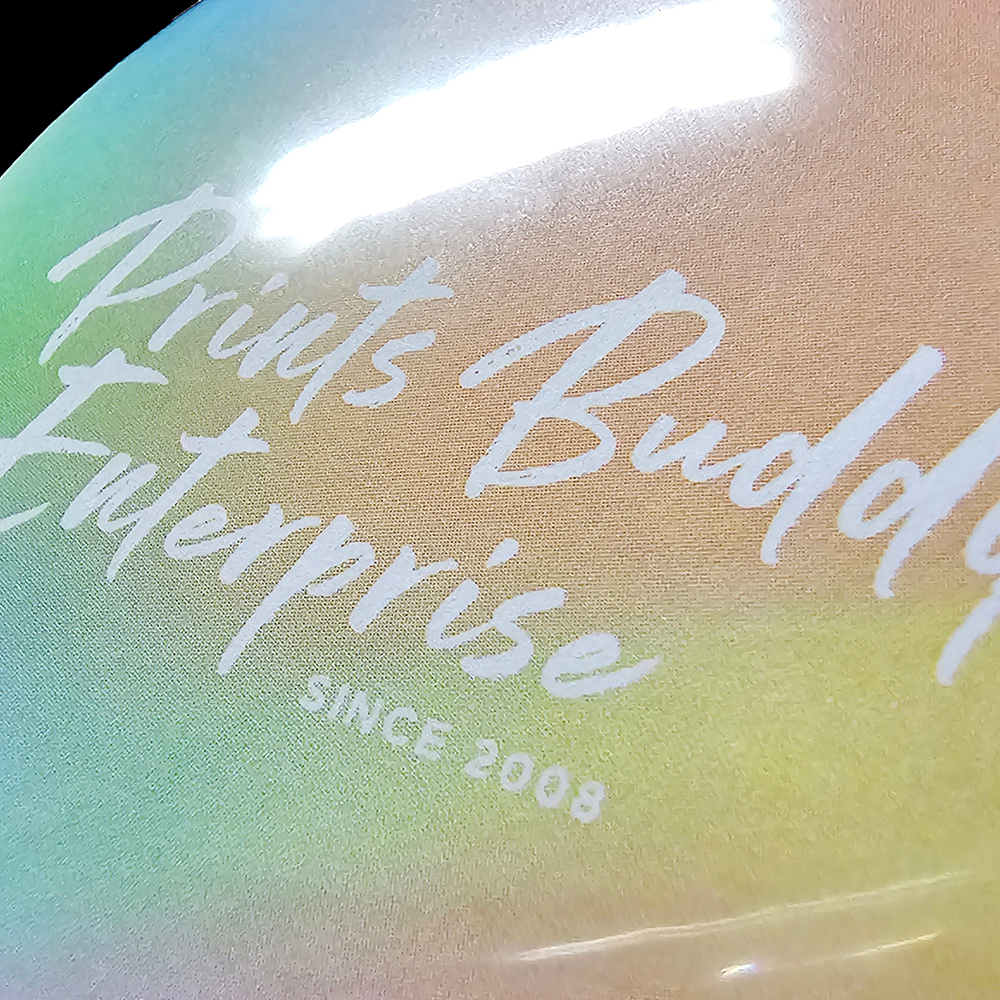 Prints Buddy
Enterprise
SINCE 2008